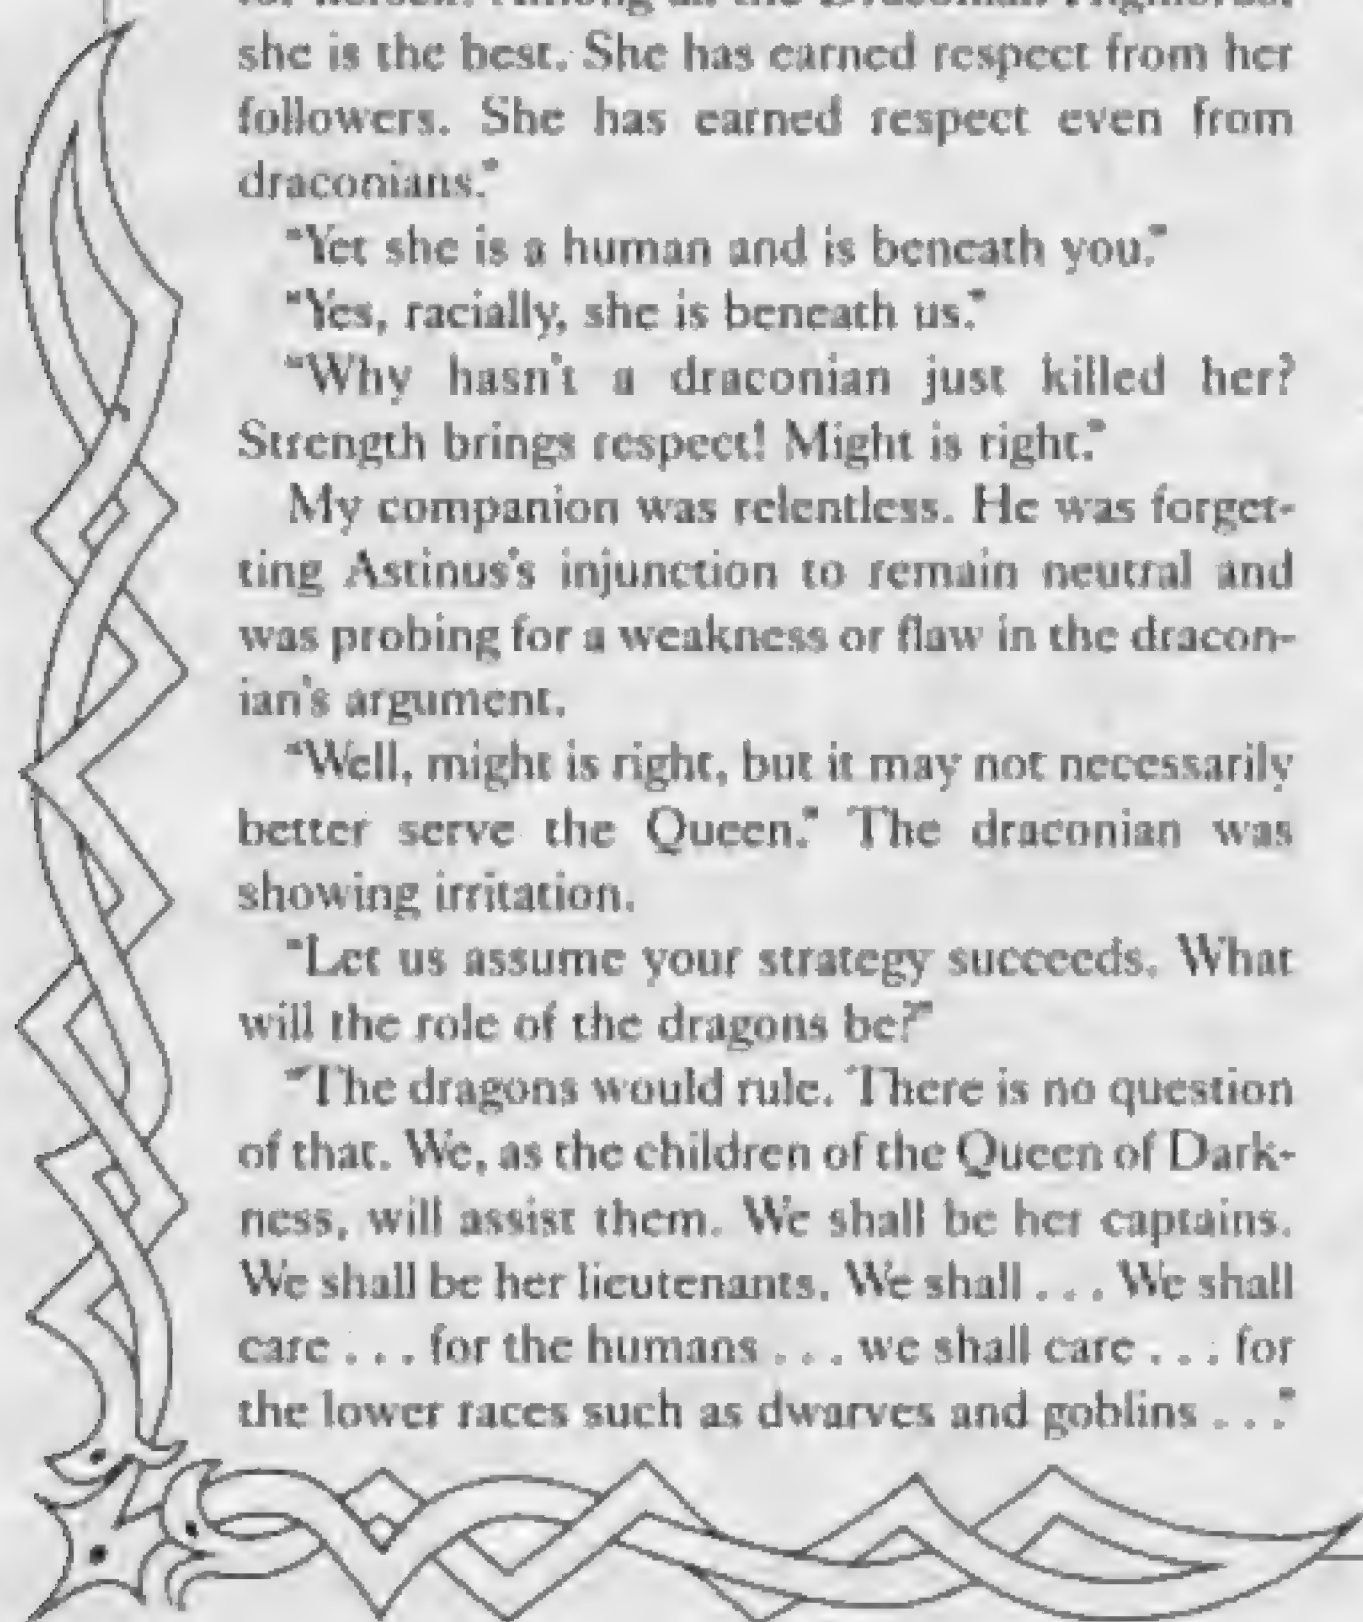 she is the best. She has earned respect from her
followers. She has earned respect even from
draconians."
"Yet she is a human and is beneath you."
"Yes, racially, she is beneath us."
"Why hasn't a draconian just killed her?
Strength brings respect! Might is right."
My companion was relentless. He was forget-
ting Astinus's injunction to remain neutral and
was probing for a weakness or flaw in the dracon-
ian's argument.
"Well, might is right, but it may not necessarily
better serve the Queen." The draconian was
showing irritation.
"Let us assume your strategy succeeds. What
will the role of the dragons be?"
"The dragons would rule. There is no question
of that. We, as the children of the Queen of Dark-
ness, will assist them. We shall be her captains.
We shall be her lieutenants. We shall . . . We shall
care . . . for the humans . . . we shall care . . . for
the lower races such as dwarves and goblins . . ."